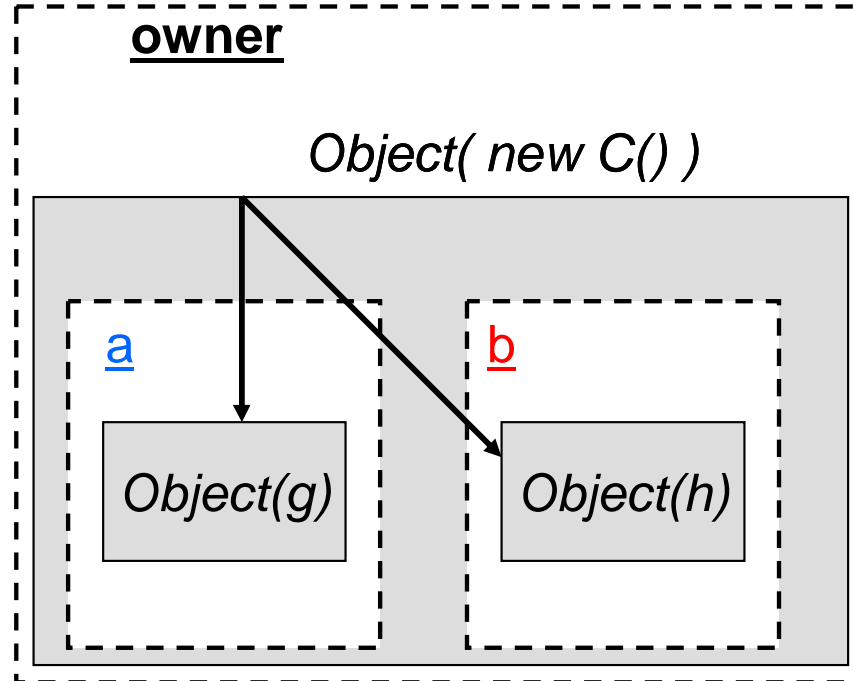 owner
Object( new C() )
a
b
Object(g)
Object(h)